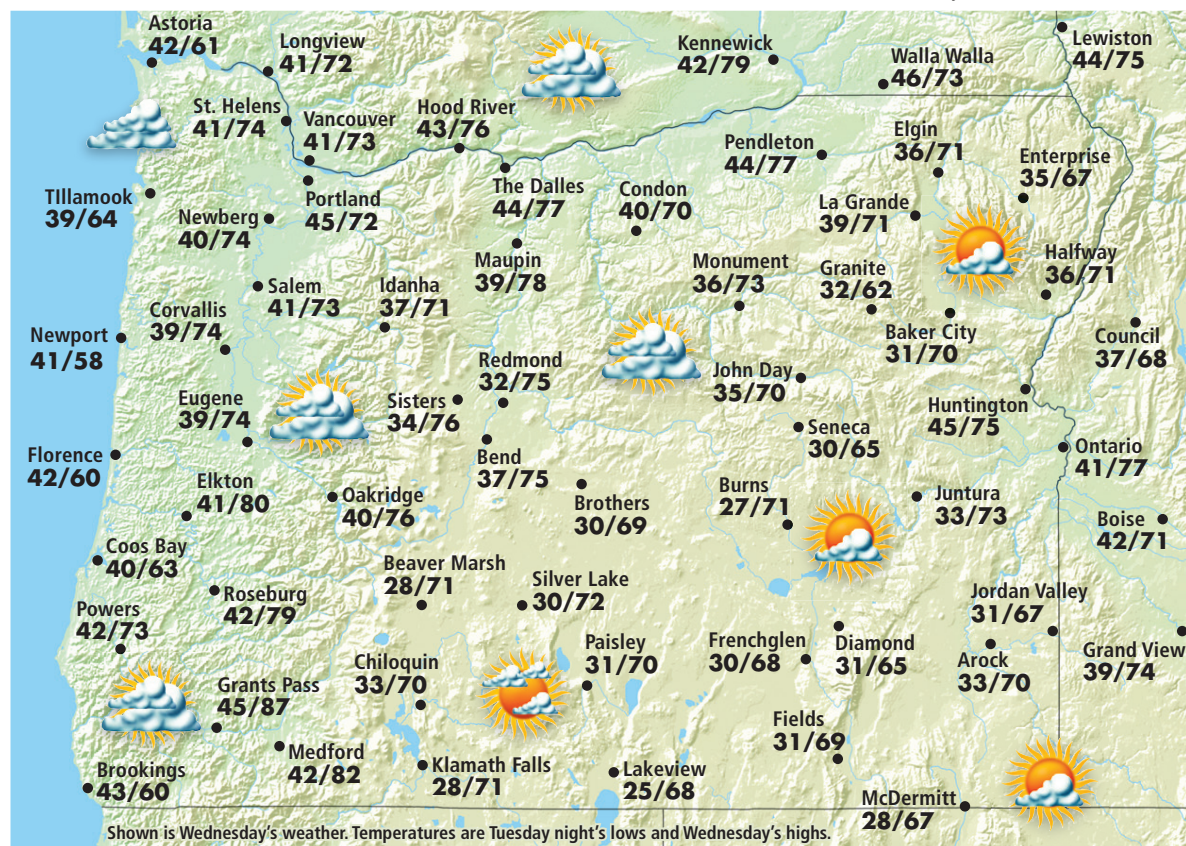 Astoria
42/61
Longview
41/72
Kennewick
42/79
Walla Walla
46/73
Lewiston
44/75
St. Helens
41/74
Vancouver
41/73
Hood River
43/76
Pendleton
44/77
Elgin
36/71
Enterprise
35/67
TIllamook
39/64
Newberg
40/74
Portland
45/72
The Dalles
44/77
Condon
40/70
La Grande
39/71
Maupin
39/78
Monument
36/73
Granite
32/62
Halfway
36/71
Salem
41/73
Idanha
37/71
Corvallis
39/74
Newport
41/58
Baker City
31/70
Council
37/68
Redmond
32/75
John Day
35/70
Eugene
39/74
Sisters
34/76
Huntington
45/75
Seneca
30/65
Florence
42/60
Bend
37/75
Ontario
41/77
Elkton
41/80
Oakridge
40/76
Brothers
30/69
Burns
27/71
Juntura
33/73
Boise
42/71
Coos Bay
40/63
Beaver Marsh
28/71
Silver Lake
30/72
Roseburg
42/79
Jordan Valley
31/67
Powers
42/73
Paisley
31/70
Frenchglen
30/68
Diamond
31/65
Arock
33/70
Grand View
39/74
Chiloquin
33/70
Grants Pass
45/87
Fields
31/69
Medford
42/82
Klamath Falls
28/71
Lakeview
25/68
Brookings
43/60
McDermitt
28/67
Shown is Wednesday's weather. Temperatures are Tuesday night's lows and Wednesday's highs.